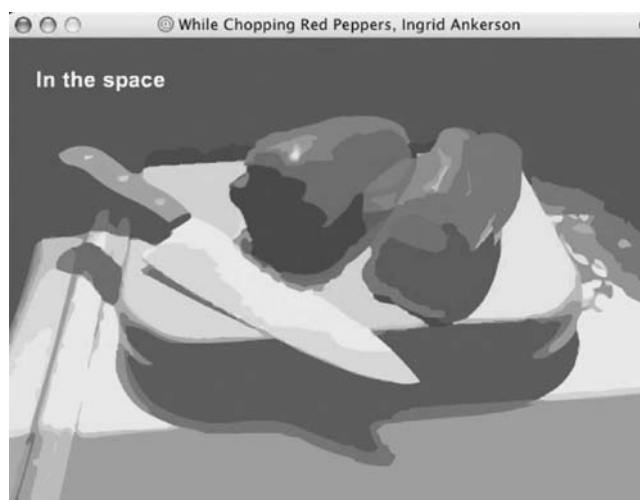 While Chopping Red Peppers, Ingrid Ankerson
In the space